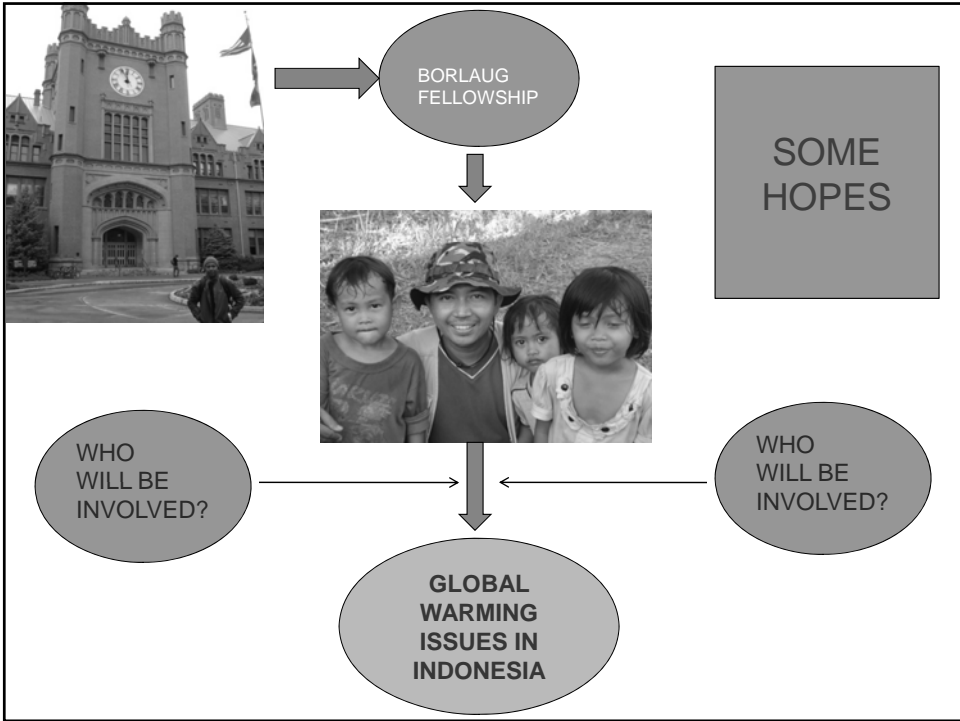 BORLAUG
FELLOWSHIP
SOME
HOPES
WHO
WILL BE
INVOLVED?
WHO
WILL BE
INVOLVED?
GLOBAL
WARMING
ISSUES IN
INDONESIA